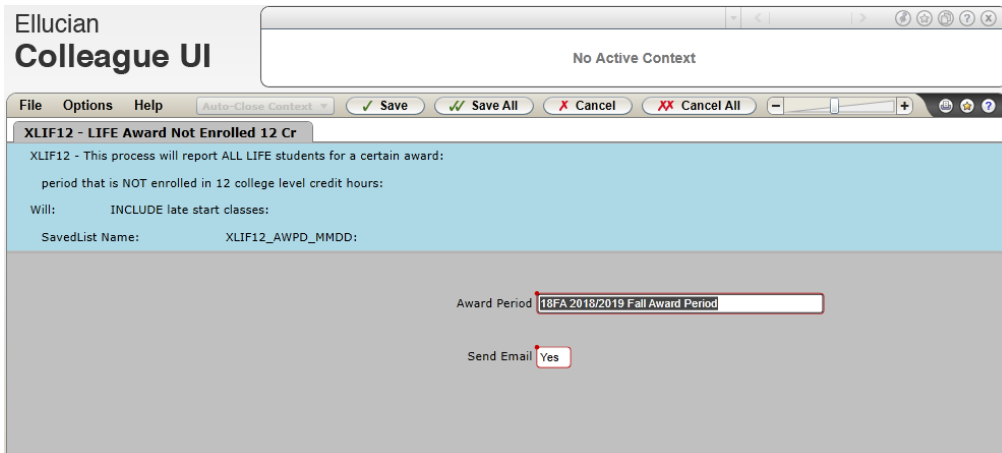 Ellucian
Colleague UI
No Active Context
File Options Help Auto-Close Context Save Save All Cancel Cancel All
XLIF12 - LIFE Award Not Enrolled 12 Cr
XLIF12 - This process will report ALL LIFE students for a certain award:
period that is NOT enrolled in 12 college level credit hours:
Will: INCLUDE late start classes:
SavedList Name: XLIF12_AWPD_MMDD:
Award Period 18FA 2018/2019 Fall Award Period
Send Email Yes